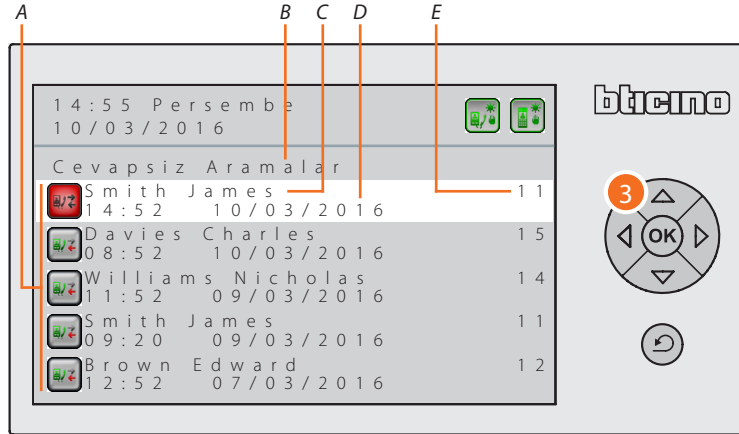 A B C D E
14:55 Persembe
10/03/2016
bticino
Cevapsiz Aramalar
Smith James 11
14:52 10/03/2016
3
Davies Charles 15
08:52 10/03/2016
OK
Williams Nicholas 14
11:52 09/03/2016
Smith James 11
09:20 09/03/2016
Brown Edward 12
12:52 07/03/2016